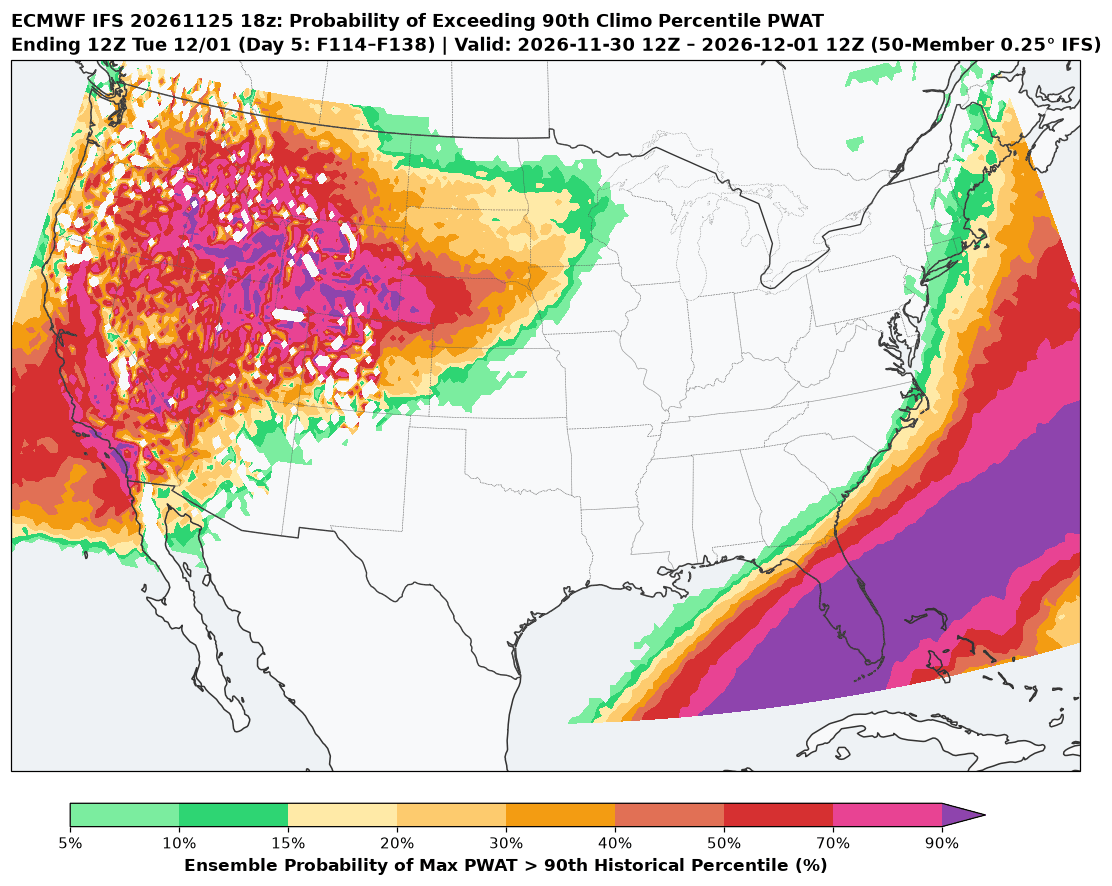 ECMWF IFS 20261125 18z: Probability of Exceeding 90th Climo Percentile PWAT
Ending 12Z Tue 12/01 (Day 5: F114–F138) | Valid: 2026-11-30 12Z – 2026-12-01 12Z (50-Member 0.25° IFS)
5% 10% 15% 20% 30% 40% 50% 70% 90%
Ensemble Probability of Max PWAT > 90th Historical Percentile (%)